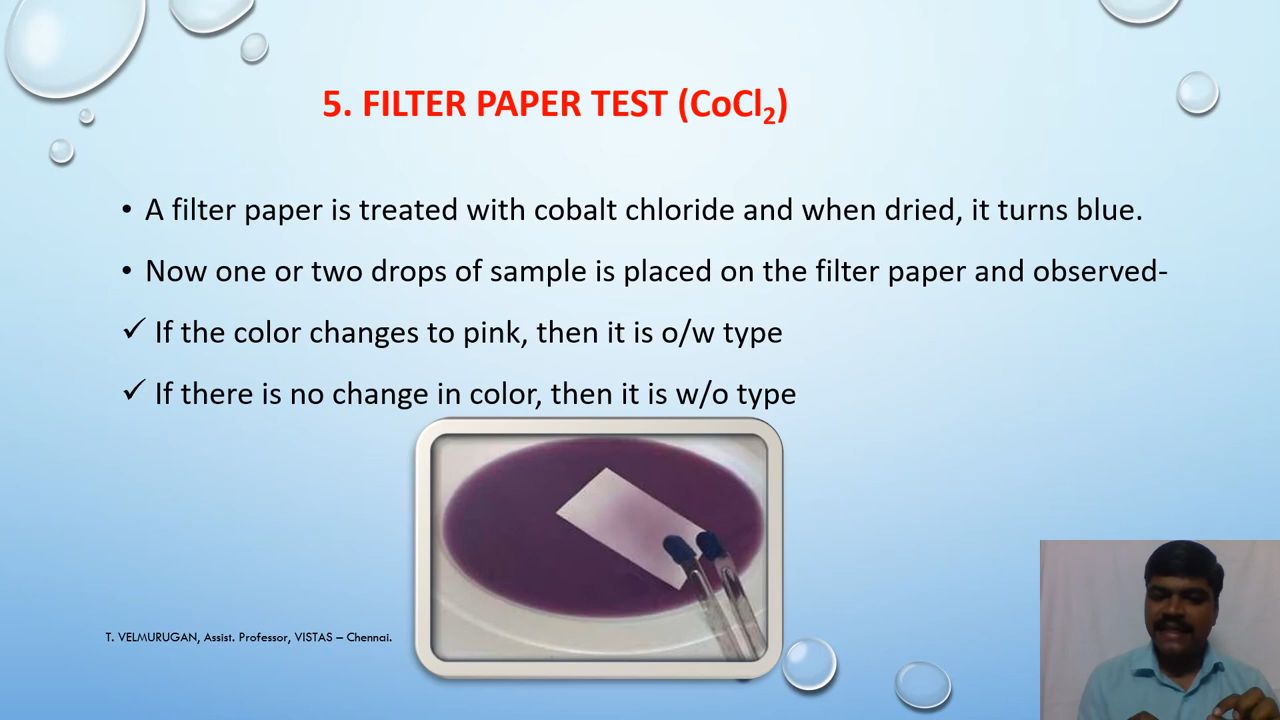 5. FILTER PAPER TEST (CoCl₂)
• A filter paper is treated with cobalt chloride and when dried, it turns blue.
• Now one or two drops of sample is placed on the filter paper and observed-
✓ If the color changes to pink, then it is o/w type
✓ If there is no change in color, then it is w/o type
T. VELMURUGAN, Assist. Professor, VISTAS – Chennai.